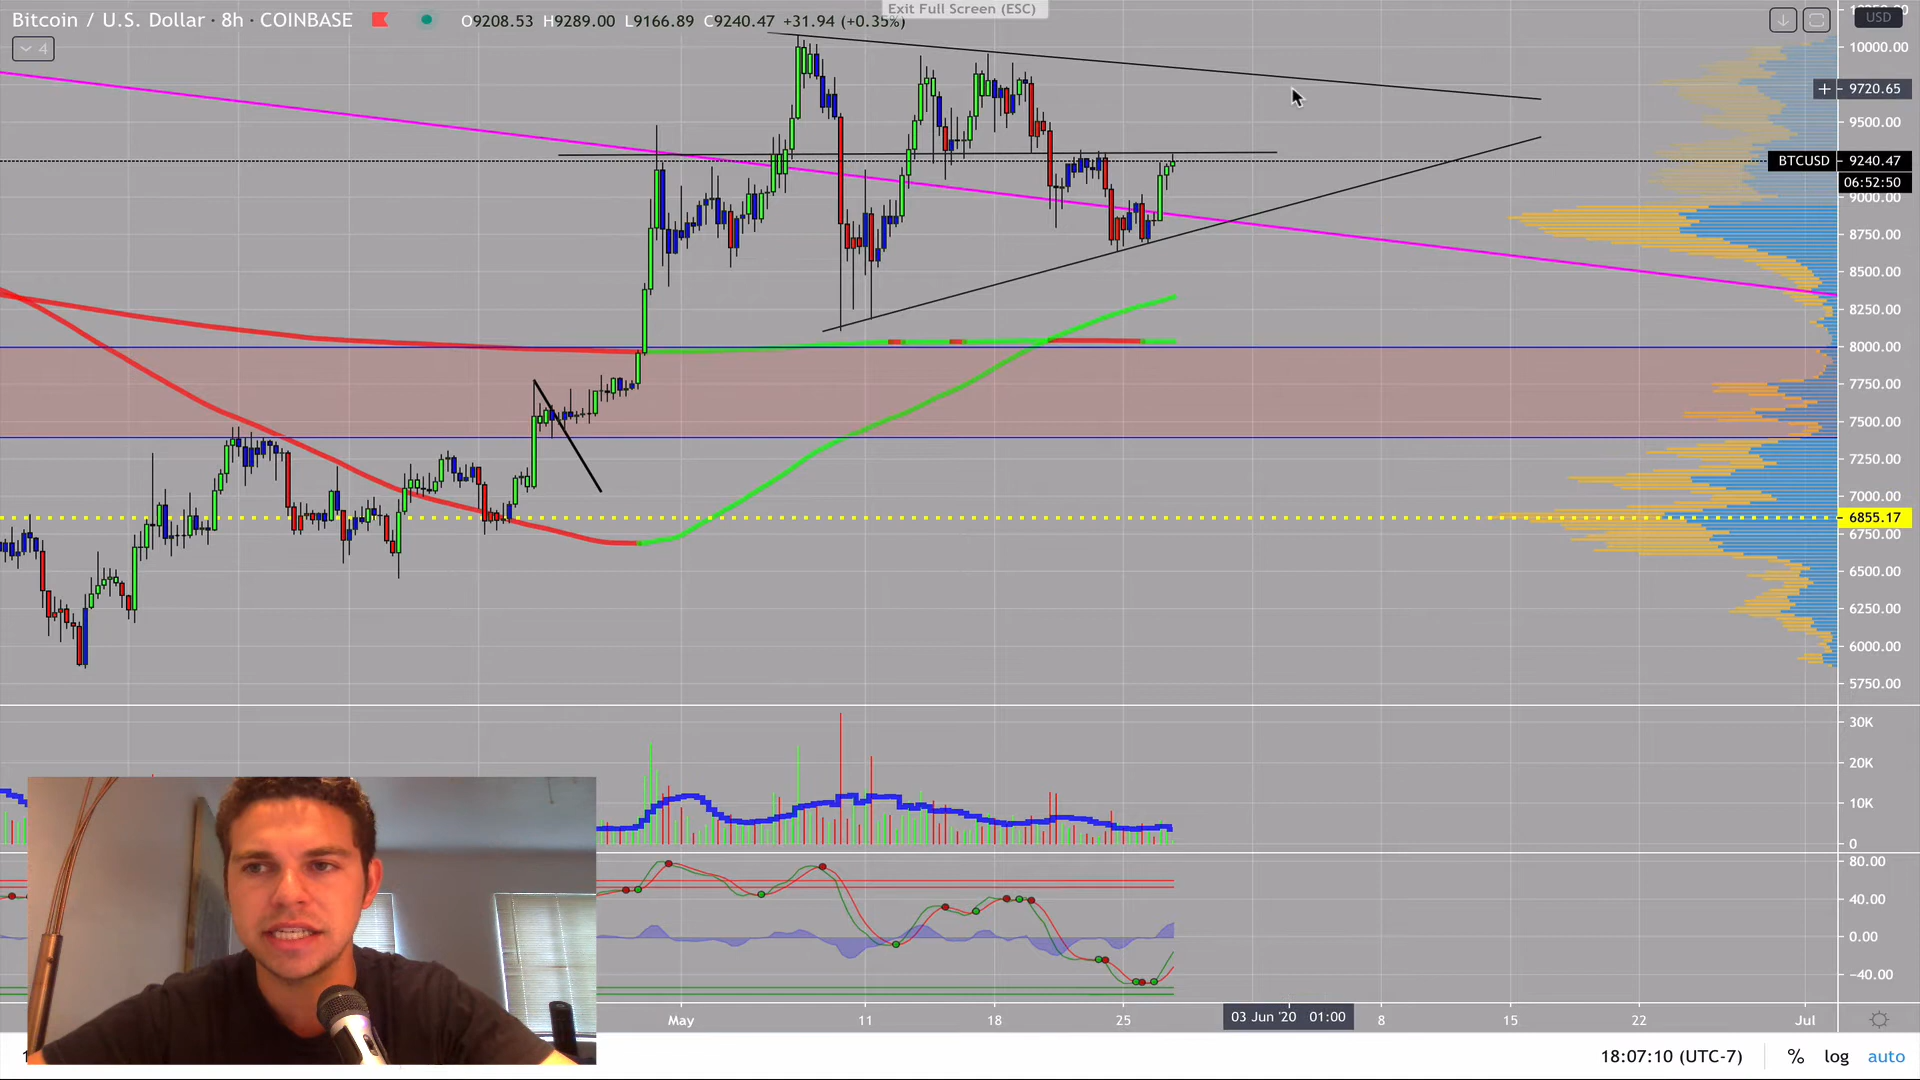 Exit Full Screen (ESC)
Bitcoin / U.S. Dollar · 8h · COINBASE O9208.53 H9289.00 L9166.89 C9240.47 +31.94 (+0.35%)
USD
4
10000.00
+ 9720.65
9500.00
BTCUSD 9240.47
06:52:50
9000.00
8750.00
8500.00
8250.00
8000.00
7750.00
7500.00
7250.00
7000.00
6855.17
6750.00
6500.00
6250.00
6000.00
5750.00
30K
20K
10K
0
80.00
40.00
0.00
−40.00
May 11 18 25 03 Jun '20 01:00 8 15 22 Jul
18:07:10 (UTC-7) % log auto